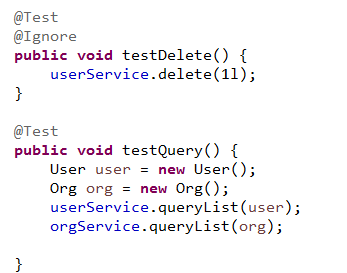 @Test
@Ignore
public void testDelete() {
    userService.delete(1l);
}
@Test
public void testQuery() {
    User user = new User();
    Org org = new Org();
    userService.queryList(user);
    orgService.queryList(org);
}